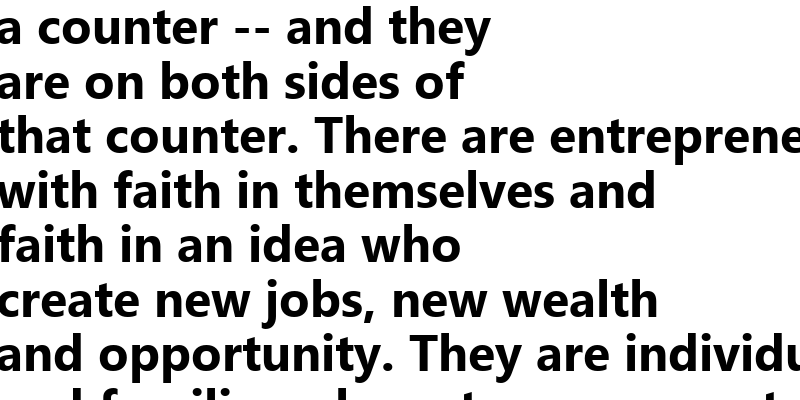 a counter -- and they
are on both sides of
that counter. There are entreprene
with faith in themselves and
faith in an idea who
create new jobs, new wealth
and opportunity. They are individu